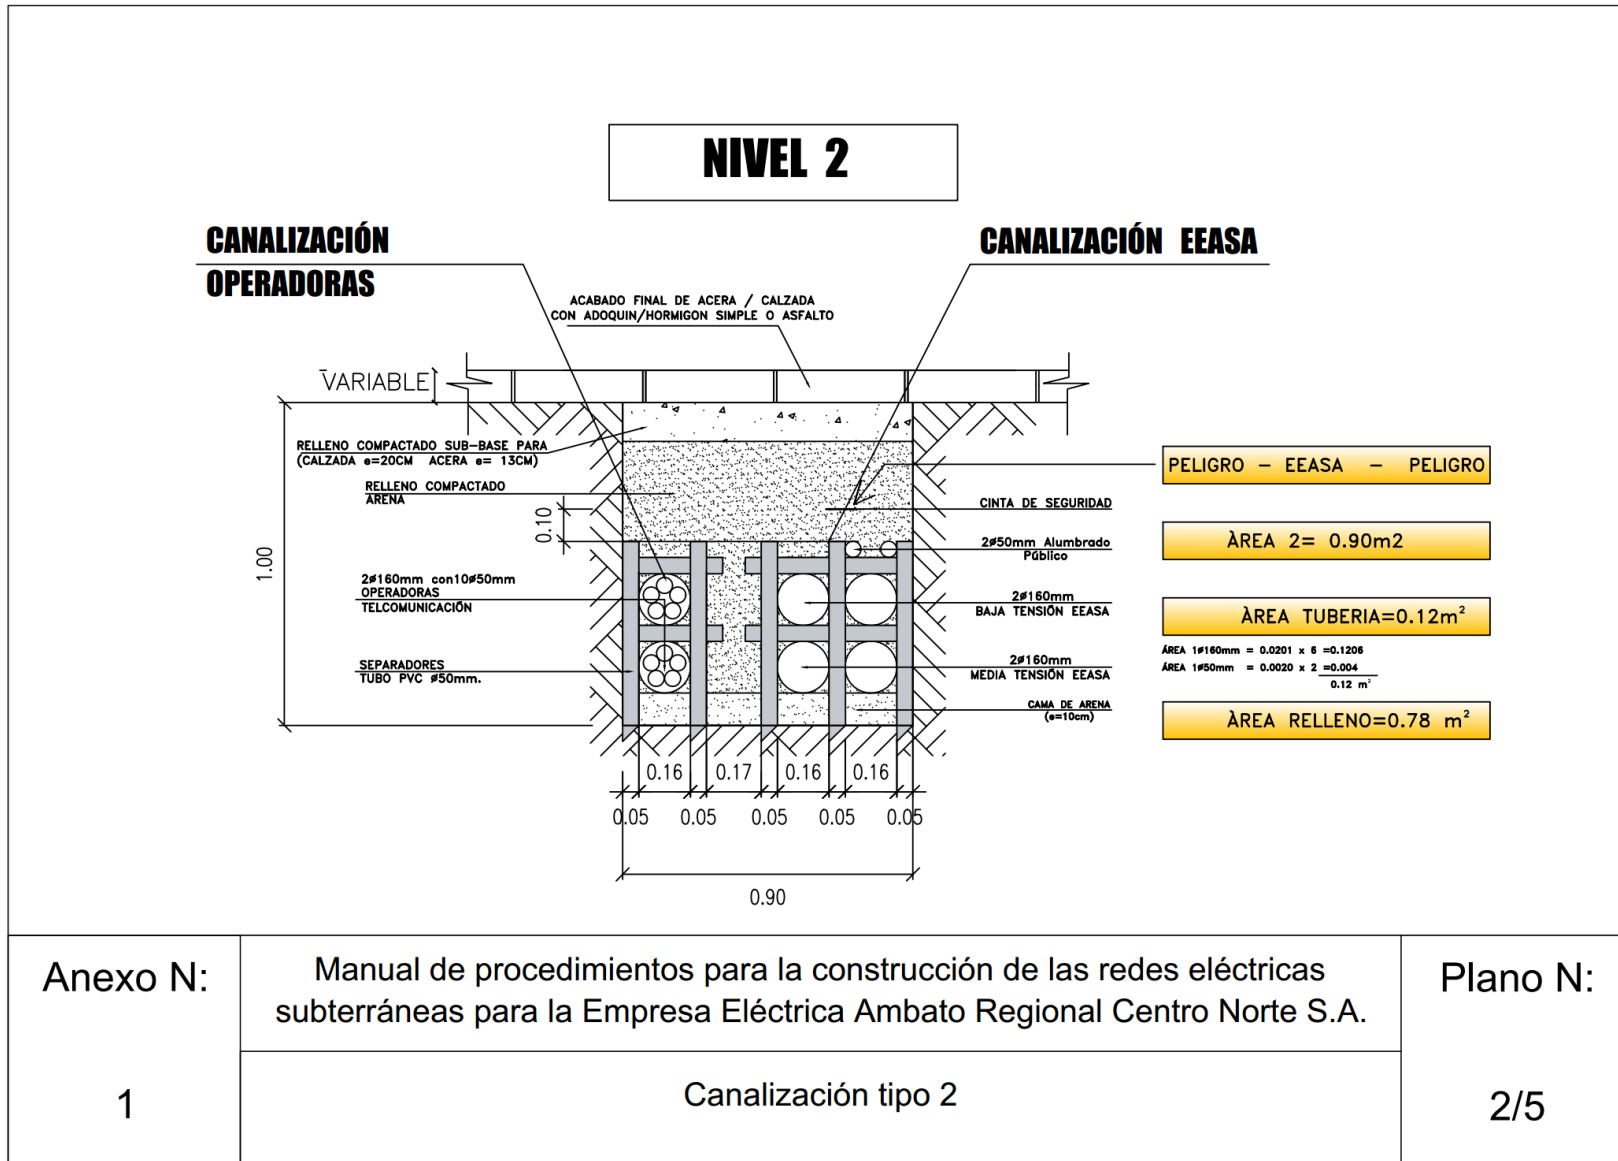 NIVEL 2
CANALIZACIÓN
OPERADORAS
CANALIZACIÓN EEASA
ACABADO FINAL DE ACERA / CALZADA
CON ADOQUIN/HORMIGON SIMPLE O ASFALTO
VARIABLE
RELLENO COMPACTADO SUB-BASE PARA
(CALZADA e=20CM ACERA e= 13CM)
RELLENO COMPACTADO
ARENA
0.10
1.00
2ø160mm con10ø50mm
OPERADORAS
TELCOMUNICACIÓN
SEPARADORES
TUBO PVC ø50mm.
PELIGRO - EEASA - PELIGRO
CINTA DE SEGURIDAD
2ø50mm Alumbrado
Público
ÀREA 2= 0.90m2
2ø160mm
BAJA TENSIÓN EEASA
ÀREA TUBERIA=0.12m²
ÁREA 1ø160mm = 0.0201 x 6 =0.1206
ÁREA 1ø50mm = 0.0020 x 2 =0.004
0.12 m²
2ø160mm
MEDIA TENSIÓN EEASA
CAMA DE ARENA
(e=10cm)
ÀREA RELLENO=0.78 m²
0.16 0.17 0.16 0.16
0.05 0.05 0.05 0.05 0.05
0.90
Anexo N:
1
Manual de procedimientos para la construcción de las redes eléctricas
subterráneas para la Empresa Eléctrica Ambato Regional Centro Norte S.A.
Canalización tipo 2
Plano N:
2/5